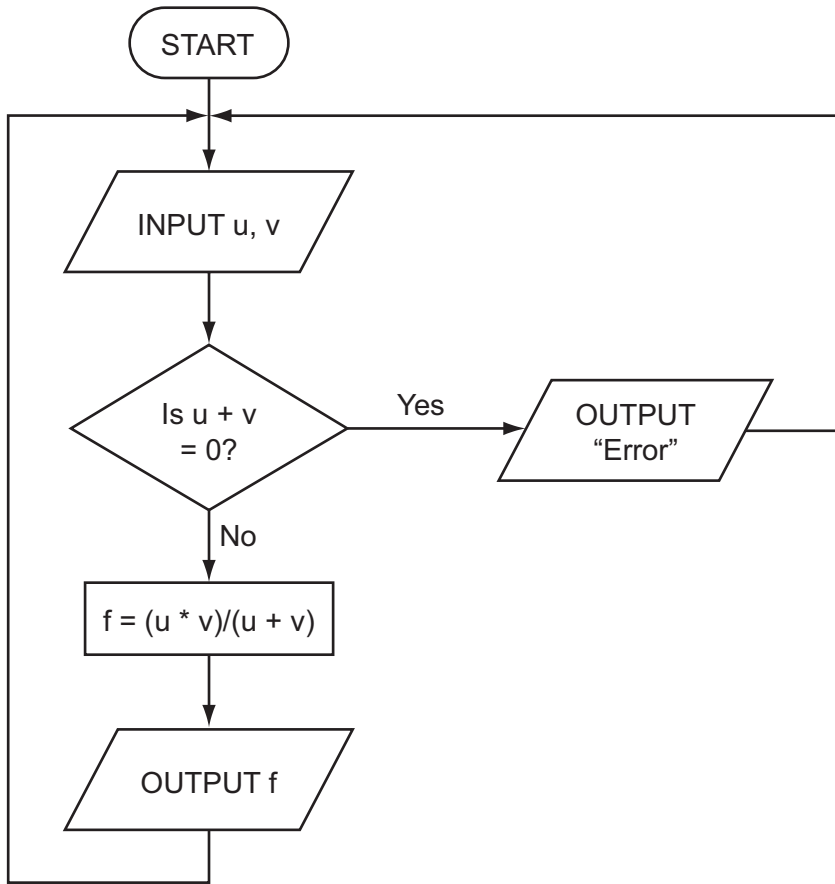 START
INPUT u, v
Is u + v
= 0?
Yes
OUTPUT
“Error”
No
f = (u * v)/(u + v)
OUTPUT f